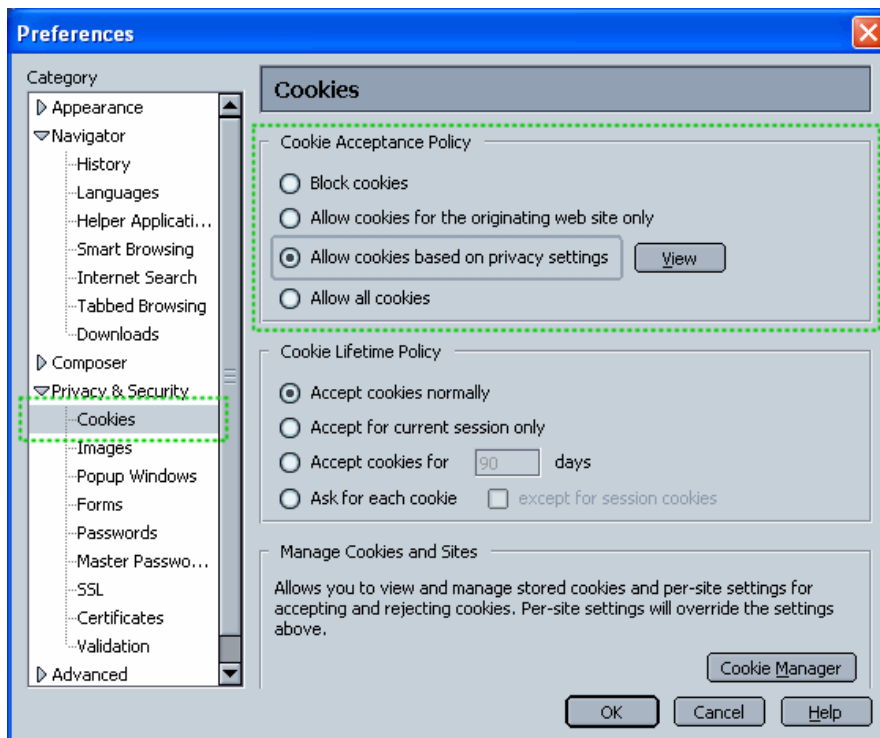 Preferences
Category
Appearance
Navigator
History
Languages
Helper Applicati...
Smart Browsing
Internet Search
Tabbed Browsing
Downloads
Composer
Privacy & Security
Cookies
Images
Popup Windows
Forms
Passwords
Master Passwo...
SSL
Certificates
Validation
Advanced
Cookies
Cookie Acceptance Policy
Block cookies
Allow cookies for the originating web site only
Allow cookies based on privacy settings View
Allow all cookies
Cookie Lifetime Policy
Accept cookies normally
Accept for current session only
Accept cookies for 90 days
Ask for each cookie except for session cookies
Manage Cookies and Sites
Allows you to view and manage stored cookies and per-site settings for
accepting and rejecting cookies. Per-site settings will override the settings
above.
Cookie Manager
OK Cancel Help